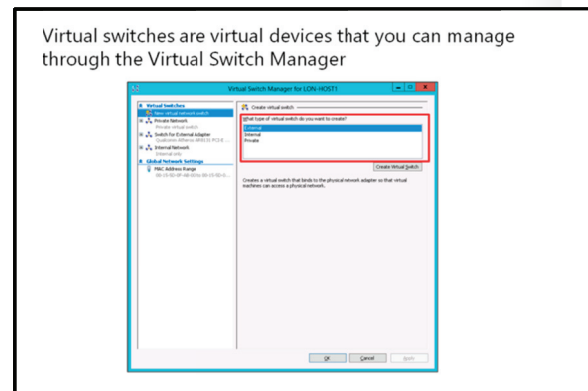 Virtual switches are virtual devices that you can manage
through the Virtual Switch Manager
Virtual Switch Manager for LON-HOST1
Virtual Switches
New virtual network switch
Private Network
Private virtual switch
Switch for External Adapter
Qualcomm Atheros AR8131 PCI-E ...
Internal Network
Internal only
Global Network Settings
MAC Address Range
Create virtual switch
What type of virtual switch do you want to create?
External
Internal
Private
Create Virtual Switch
Creates a virtual switch that binds to the physical network adapter so that virtual
machines can access a physical network.
OK
Cancel
Apply